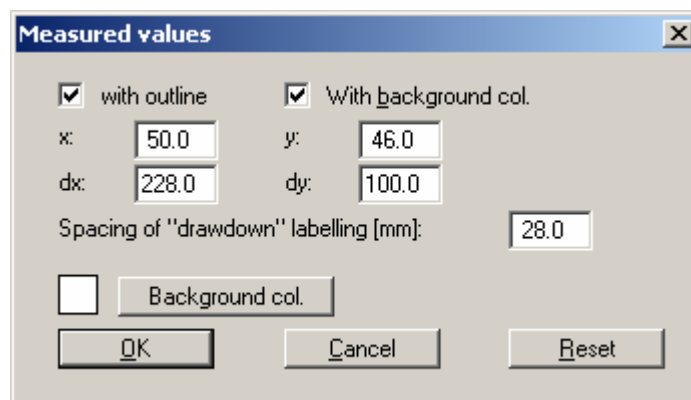 Measured values
with outline With background col.
x: 50.0 y: 46.0
dx: 228.0 dy: 100.0
Spacing of "drawdown" labelling [mm]: 28.0
Background col.
OK Cancel Reset